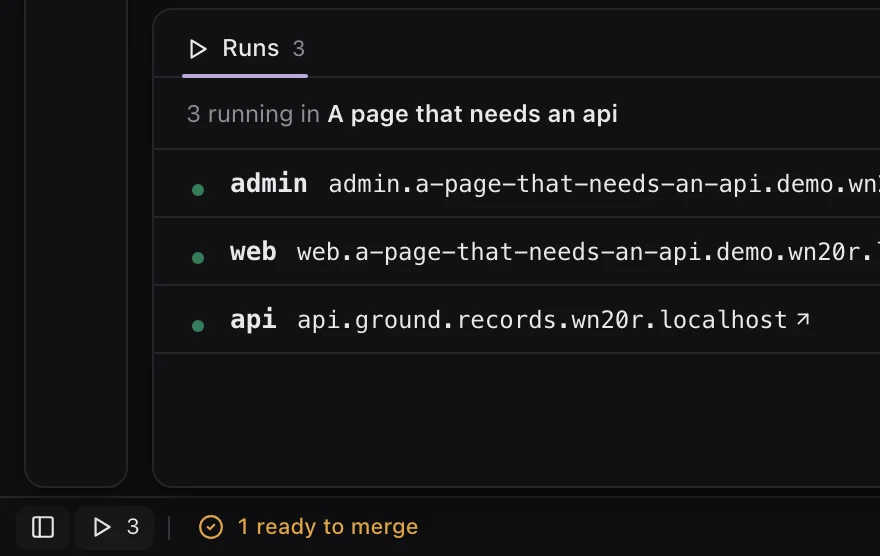 Runs 3
3 running in A page that needs an api
admin admin.a-page-that-needs-an-api.demo.wn
web web.a-page-that-needs-an-api.demo.wn20r.
api api.ground.records.wn20r.localhost
3 1 ready to merge